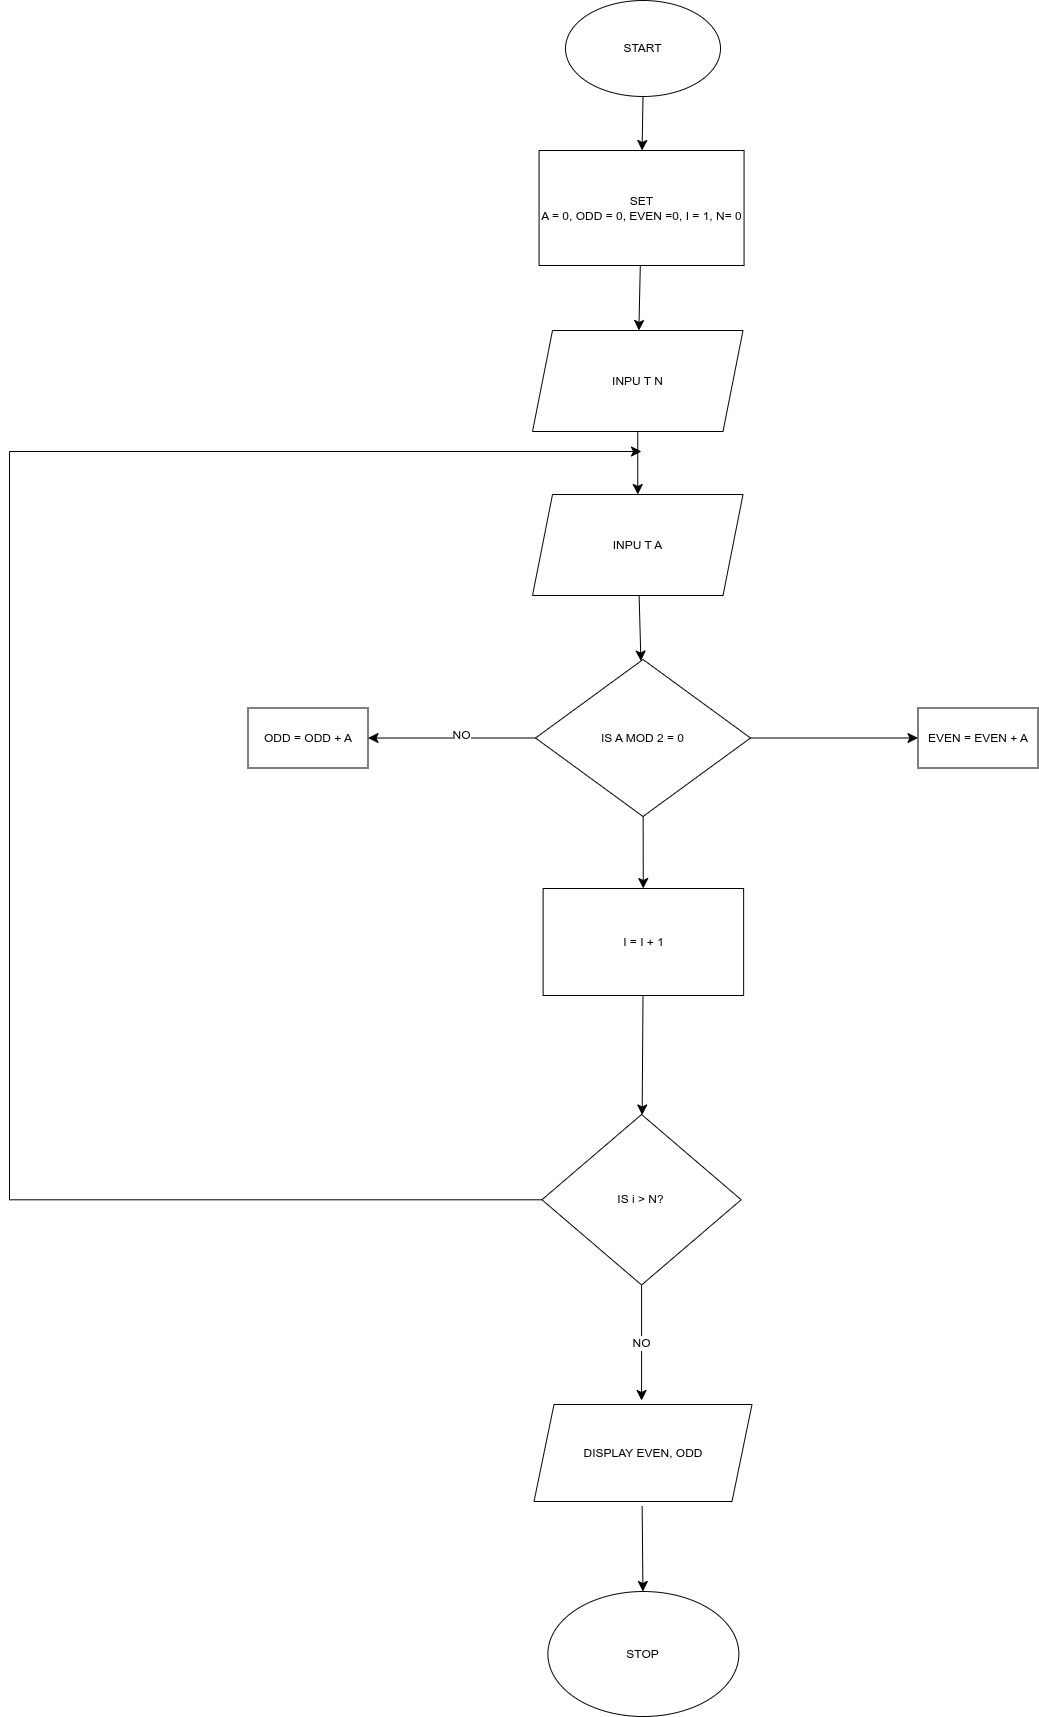 START
SET
A = 0, ODD = 0, EVEN =0, I = 1, N= 0
INPU T N
INPU T A
ODD = ODD + A
NO
IS A MOD 2 = 0
EVEN = EVEN + A
I = I + 1
IS i > N?
NO
DISPLAY EVEN, ODD
STOP